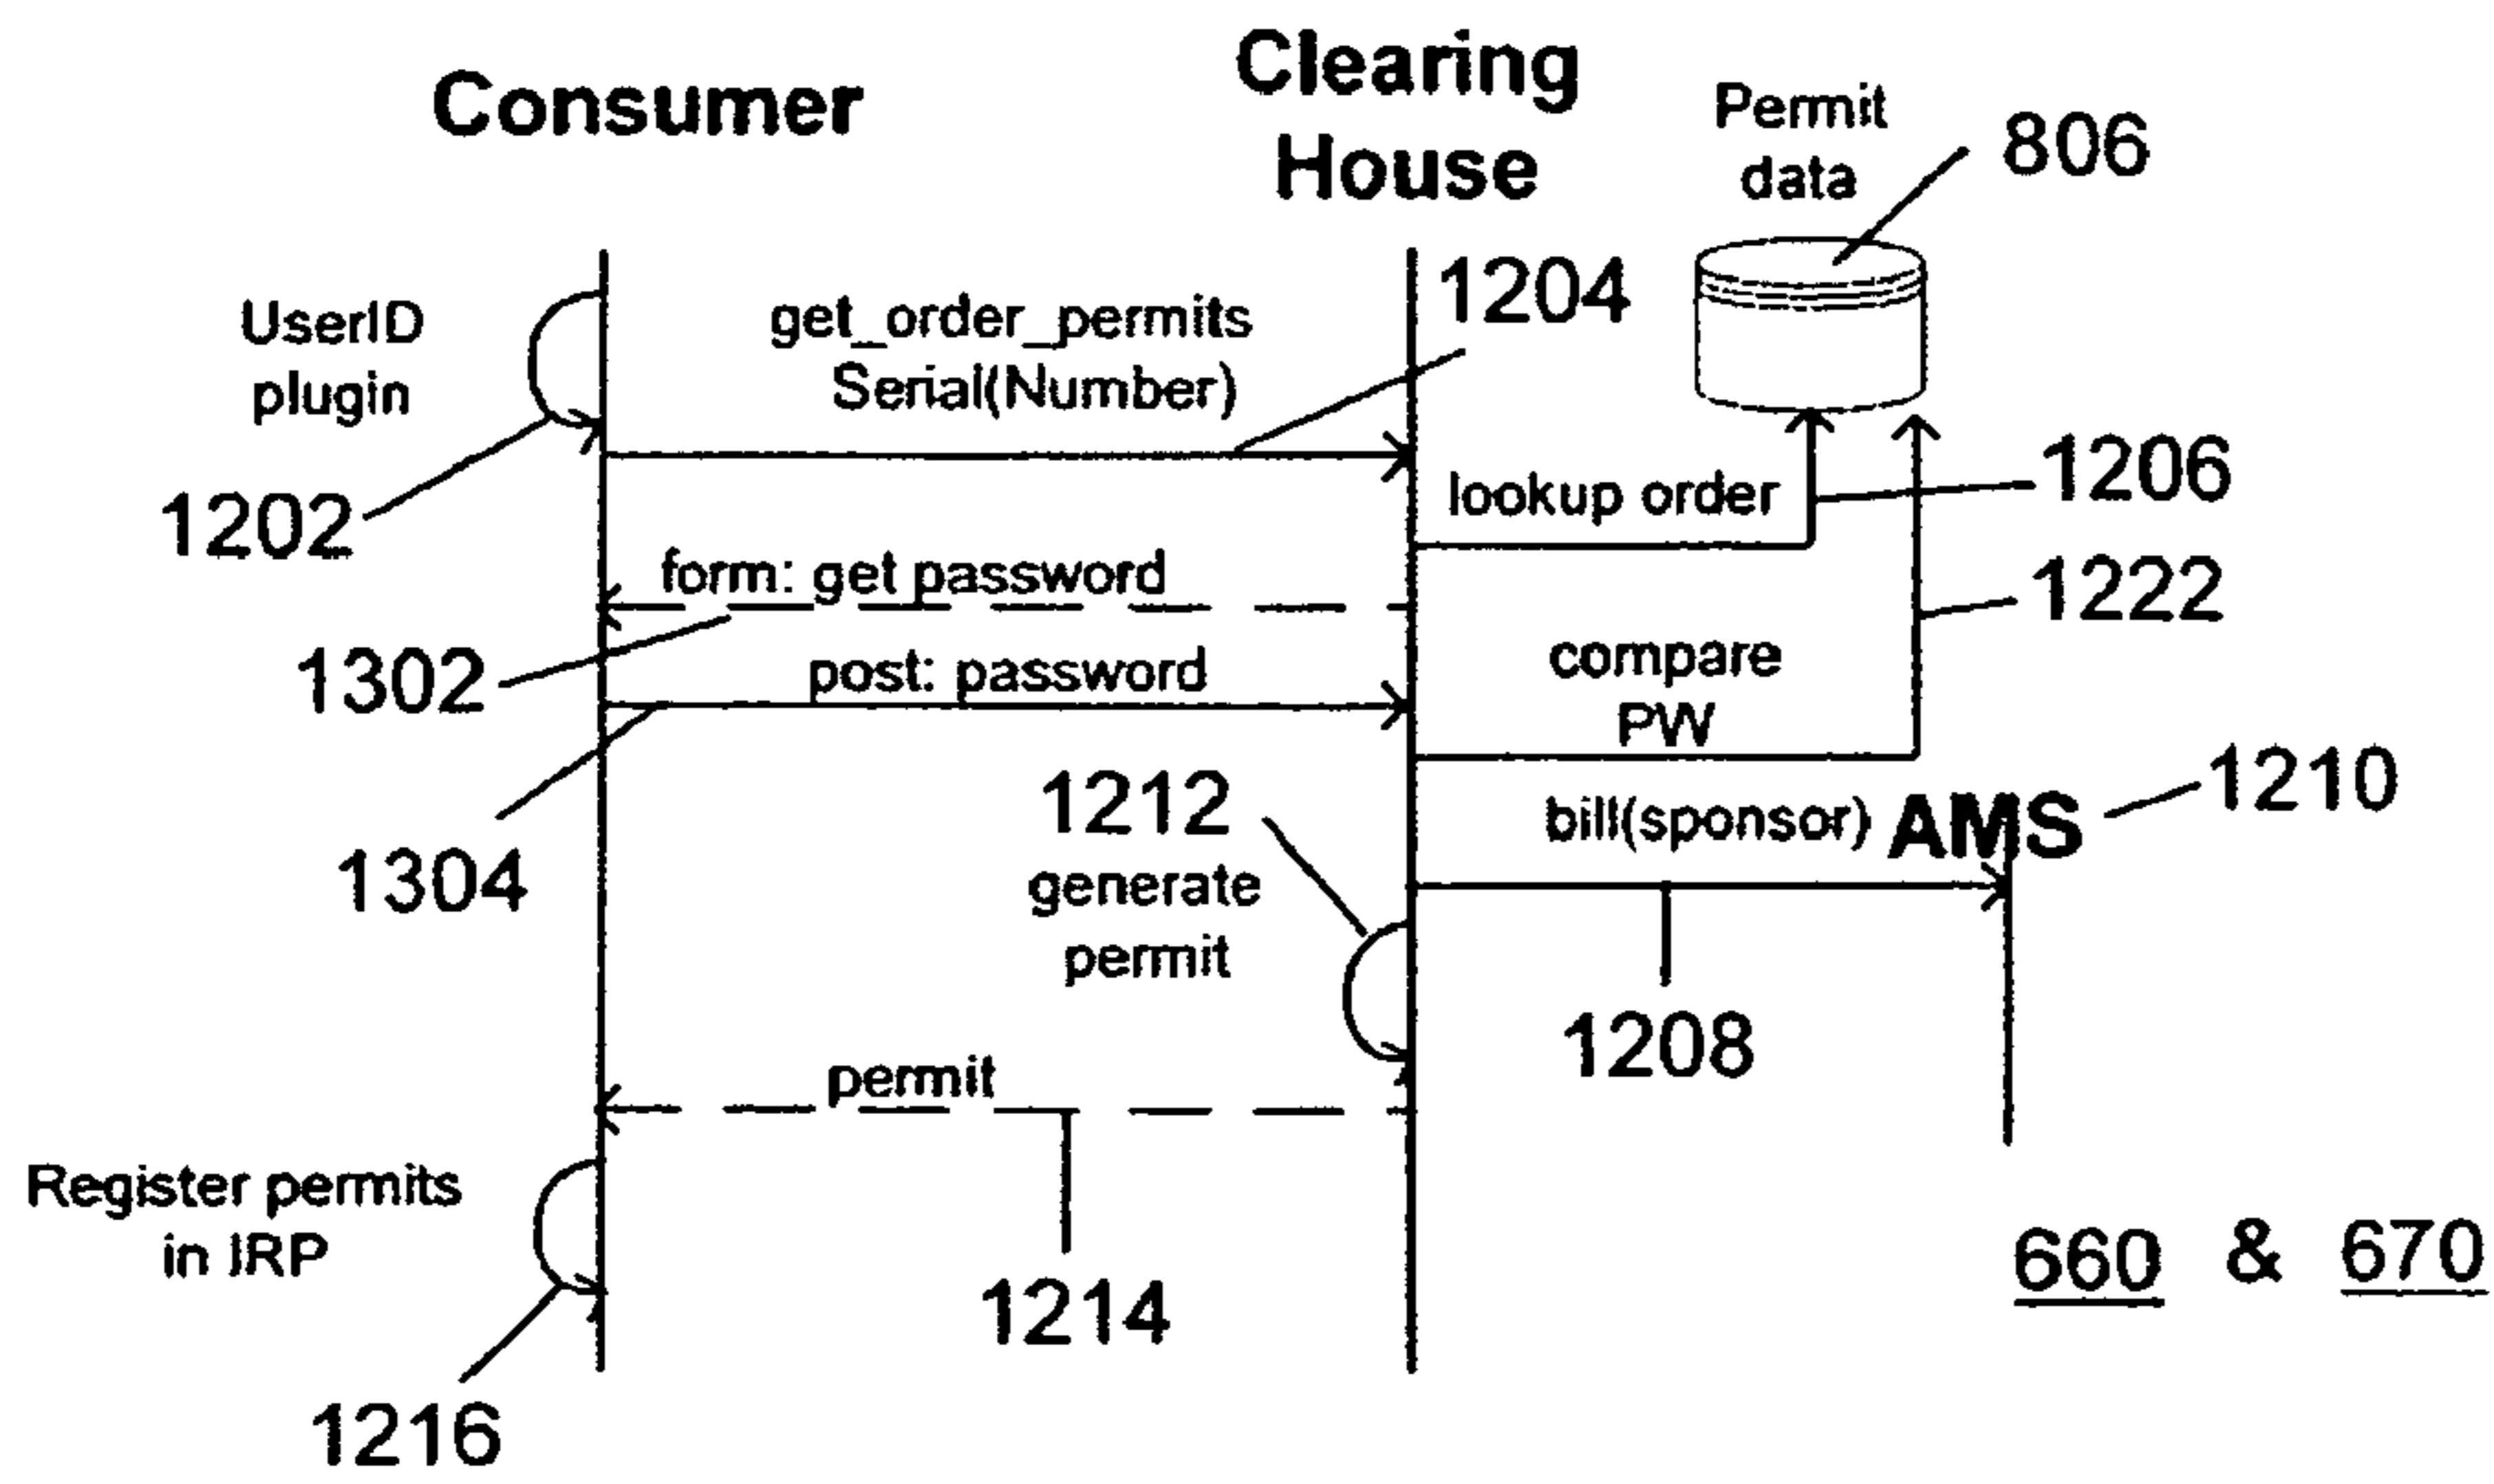 Consumer
Clearing
House
Permit
data
806
UserID
plugin
1202
get_order_permits
Serial(Number)
1204
lookup order
1206
form: get password
1302
1222
post: password
1304
compare
PW
1212
generate
permit
bill(sponsor)
AMS
1210
1208
permit
1214
Register permits
in IRP
1216
660 & 670